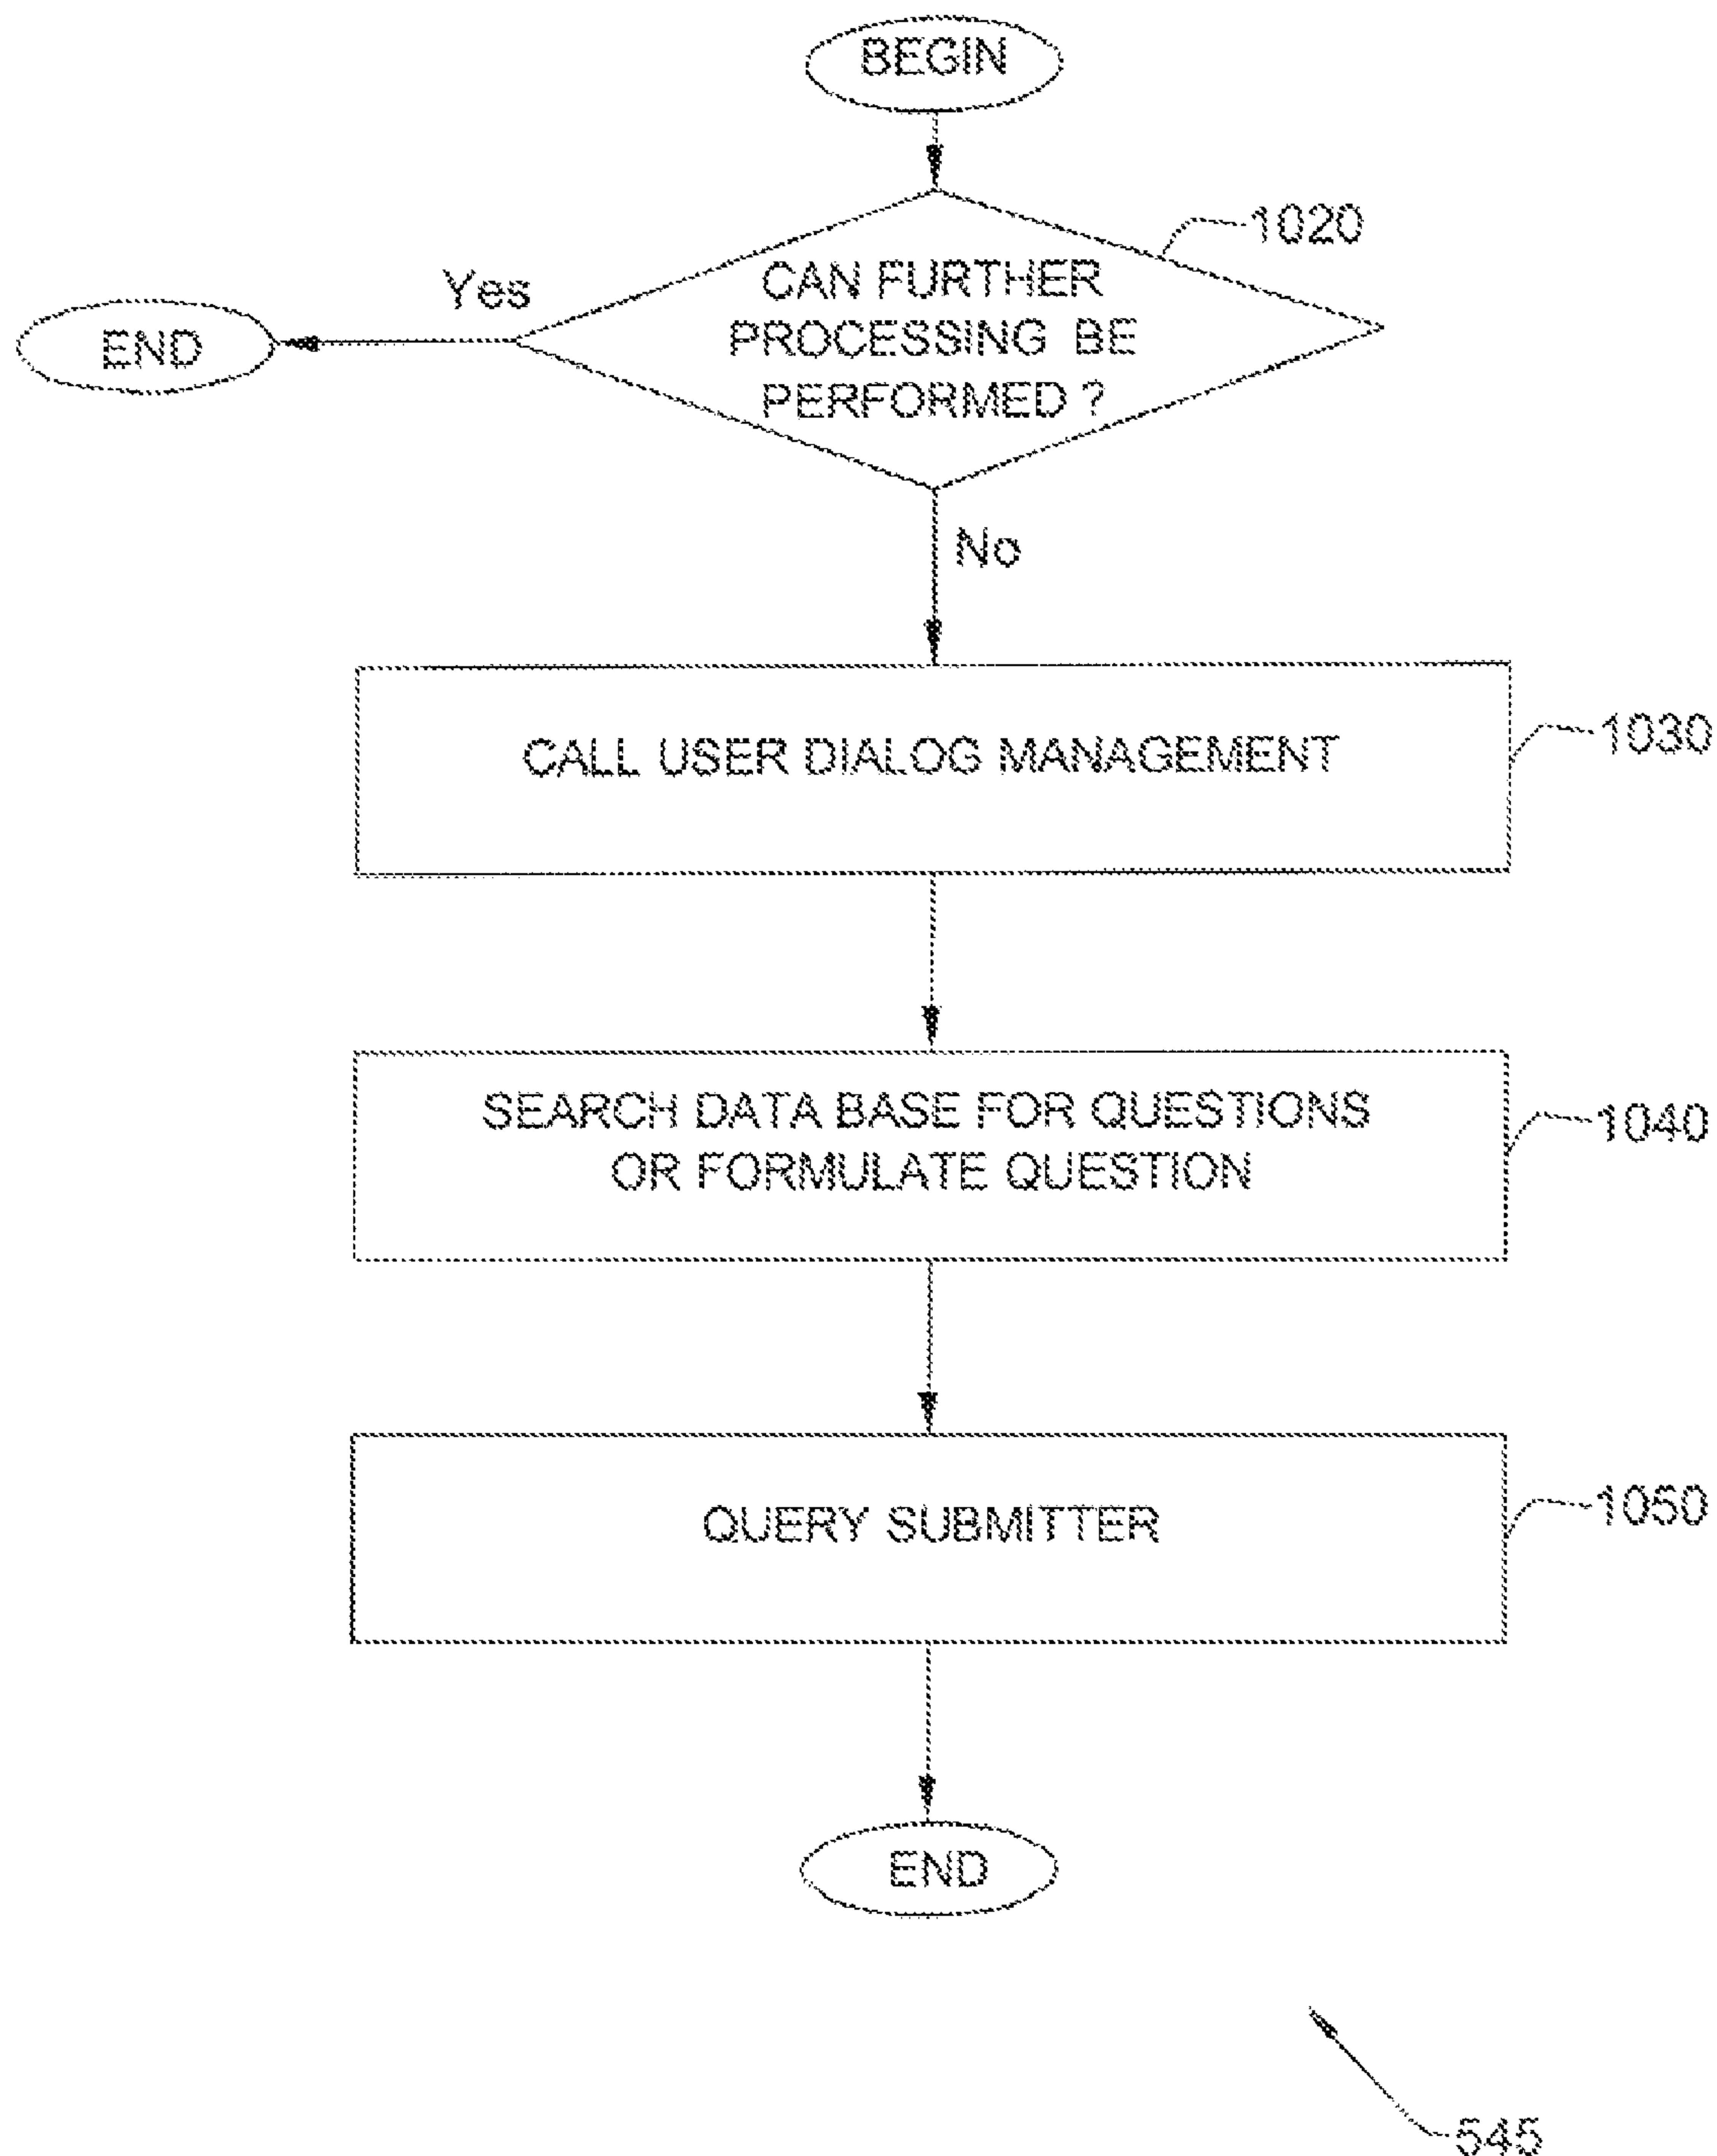 BEGIN
1020
CAN FURTHER
PROCESSING BE
PERFORMED ?
Yes
END
No
CALL USER DIALOG MANAGEMENT
1030
SEARCH DATA BASE FOR QUESTIONS
OR FORMULATE QUESTION
1040
QUERY SUBMITTER
1050
END
545